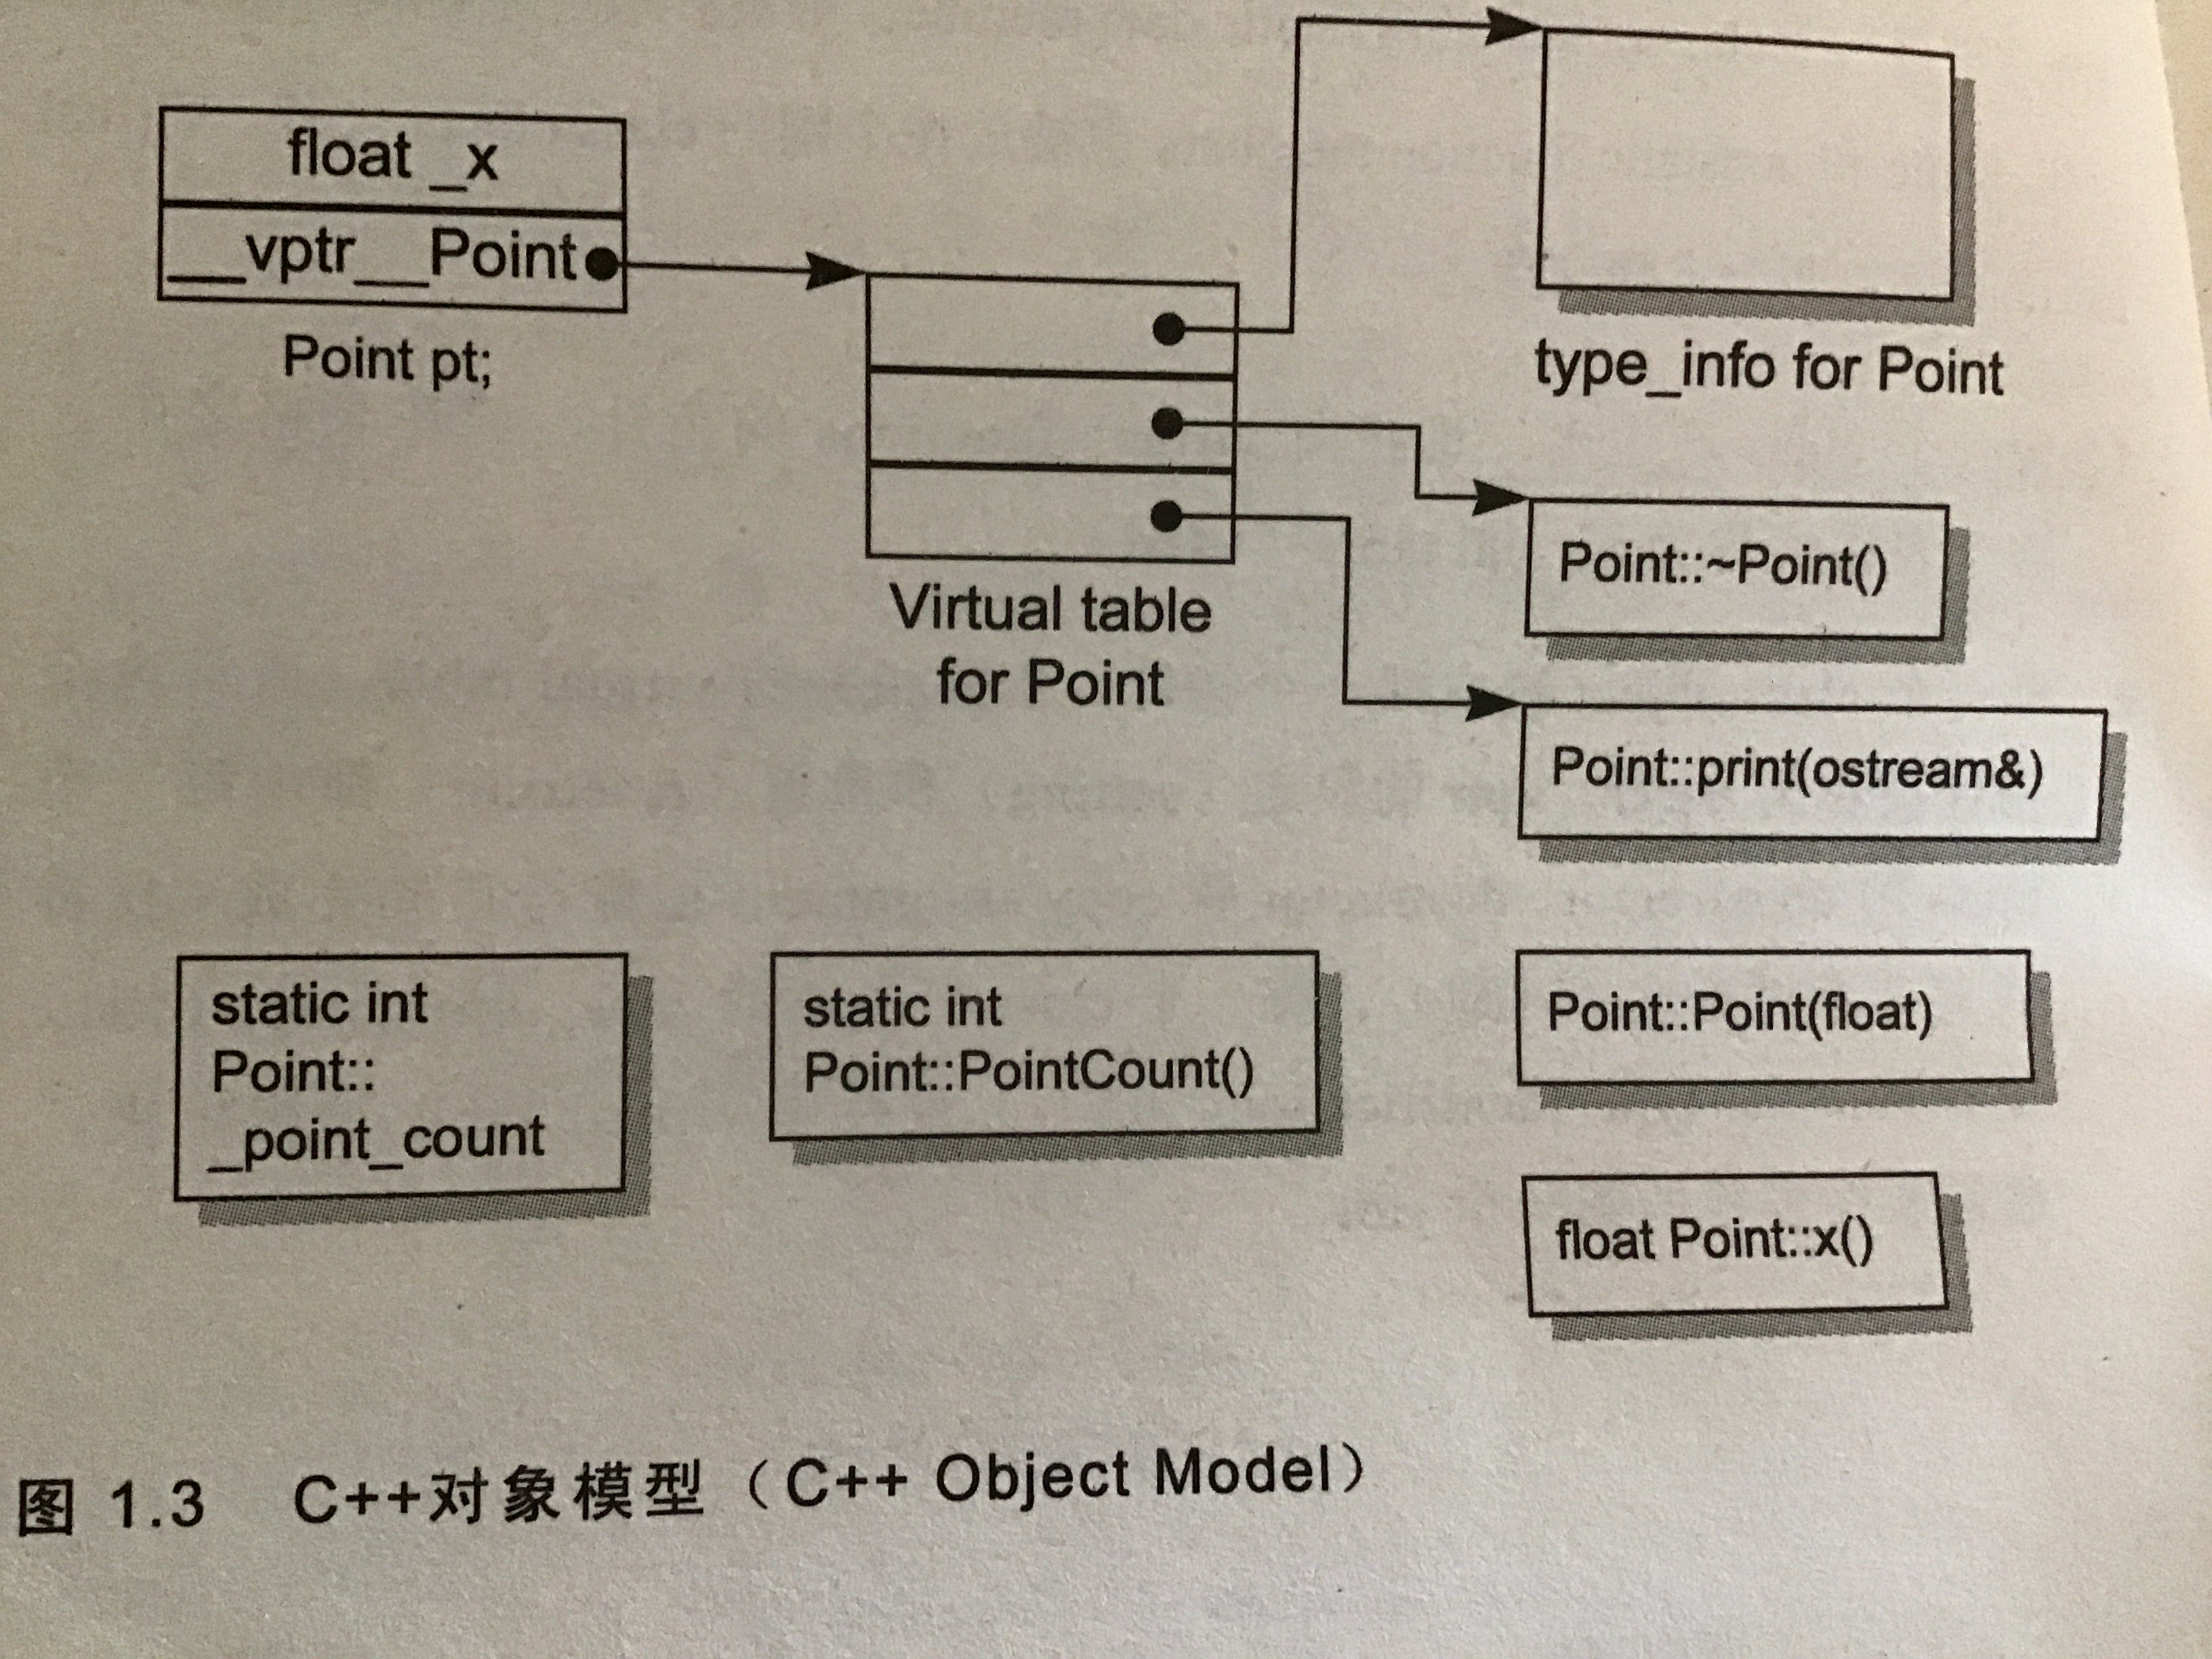 float _x
__vptr__Point
Point pt;
type_info for Point
Point::~Point()
Virtual table
for Point
Point::print(ostream&)
static int
Point::
_point_count
static int
Point::PointCount()
Point::Point(float)
float Point::x()
图 1.3 C++对象模型（C++ Object Model）